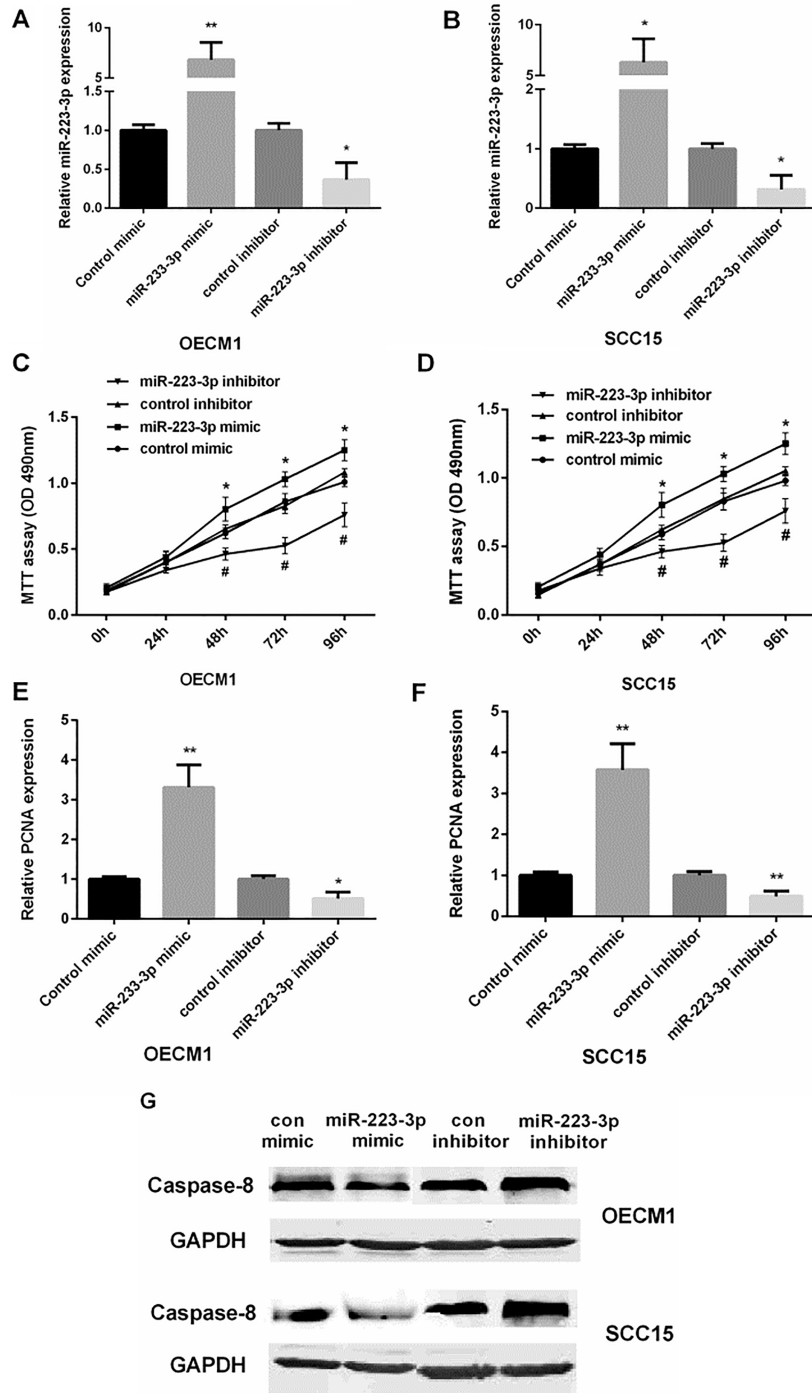 A
Relative miR-223-3p expression
10
5
1.5
1.0
0.5
0.0
**
*
Control mimic
miR-233-3p mimic
control inhibitor
miR-223-3p inhibitor
OECM1
B
Relative miR-223-3p expression
10
5
2
1
0
*
*
Control mimic
miR-233-3p mimic
control inhibitor
miR-223-3p inhibitor
SCC15
C
miR-223-3p inhibitor
control inhibitor
miR-223-3p mimic
control mimic
MTT assay (OD 490nm)
1.5
1.0
0.5
0.0
* * *
# # #
0h 24h 48h 72h 96h
OECM1
D
miR-223-3p inhibitor
control inhibitor
miR-223-3p mimic
control mimic
MTT assay (OD 490nm)
1.5
1.0
0.5
0.0
* * *
# # #
0h 24h 48h 72h 96h
SCC15
E
Relative PCNA expression
5
4
3
2
1
0
**
*
Control mimic
miR-233-3p mimic
control inhibitor
miR-223-3p inhibitor
OECM1
F
Relative PCNA expression
5
4
3
2
1
0
**
**
Control mimic
miR-233-3p mimic
control inhibitor
miR-223-3p inhibitor
SCC15
G
con miR-223-3p con miR-223-3p
mimic mimic inhibitor inhibitor
Caspase-8
OECM1
GAPDH
Caspase-8
SCC15
GAPDH